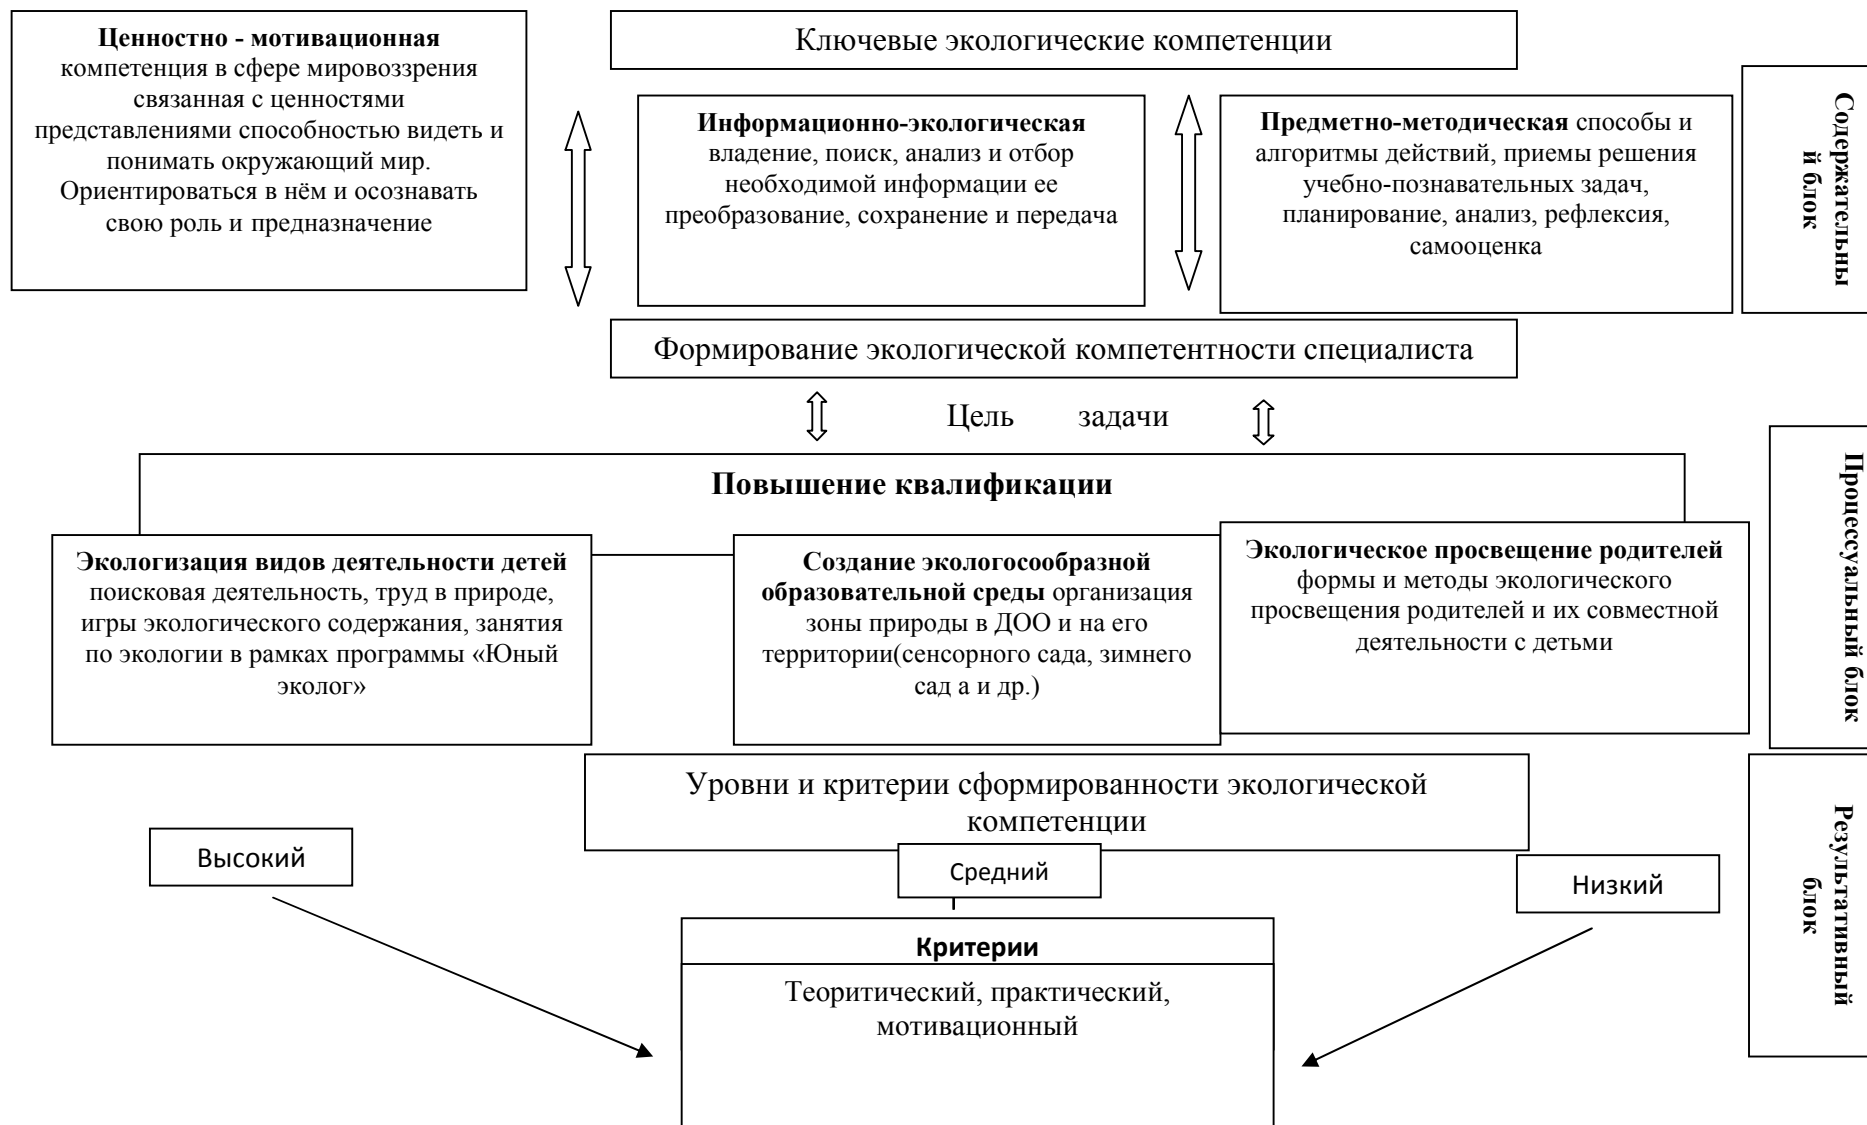 Ценностно - мотивационная
компетенция в сфере мировоззрения
связанная с ценностями
представлениями способностью видеть и
понимать окружающий мир.
Ориентироваться в нём и осознавать
свою роль и предназначение
Ключевые экологические компетенции
Информационно-экологическая
владение, поиск, анализ и отбор
необходимой информации ее
преобразование, сохранение и передача
Предметно-методическая способы и
алгоритмы действий, приемы решения
учебно-познавательных задач,
планирование, анализ, рефлексия,
самооценка
Содержательны
й блок
Формирование экологической компетентности специалиста
Цель задачи
Повышение квалификации
Экологизация видов деятельности детей
поисковая деятельность, труд в природе,
игры экологического содержания, занятия
по экологии в рамках программы «Юный
эколог»
Создание экологосообразной
образовательной среды организация
зоны природы в ДОО и на его
территории(сенсорного сада, зимнего
сад а и др.)
Экологическое просвещение родителей
формы и методы экологического
просвещения родителей и их совместной
деятельности с детьми
Процессуальный блок
Уровни и критерии сформированности экологической
компетенции
Высокий
Средний
Низкий
Критерии
Теоритический, практический,
мотивационный
Результативный
блок